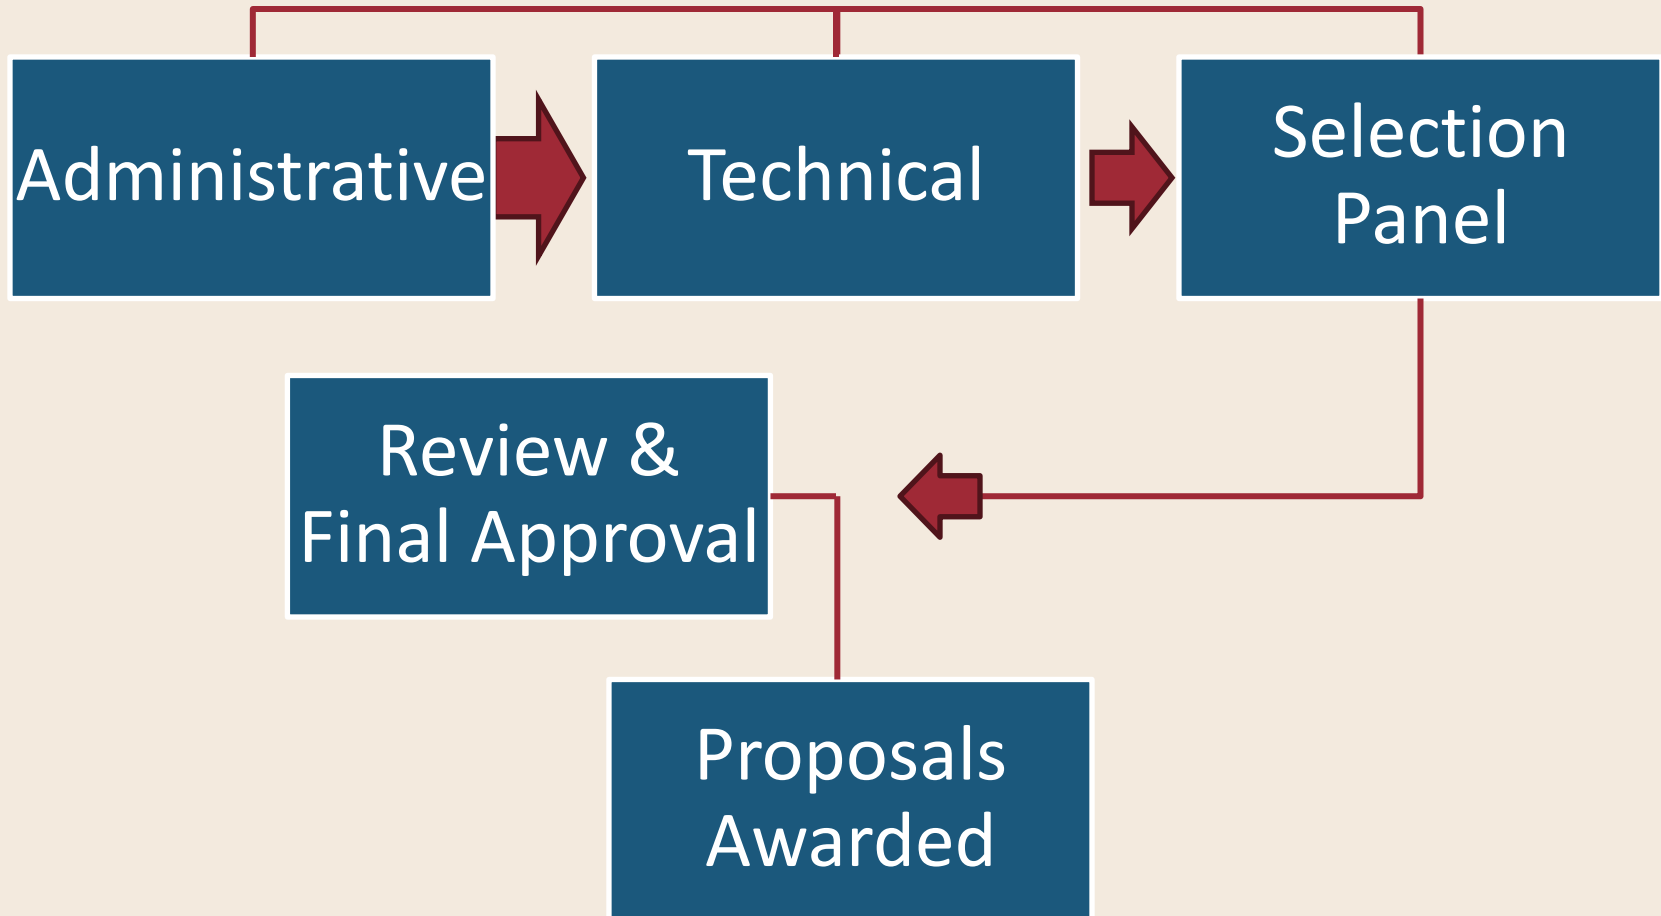 Administrative
Technical
Selection
Panel
Review &
Final Approval
Proposals
Awarded